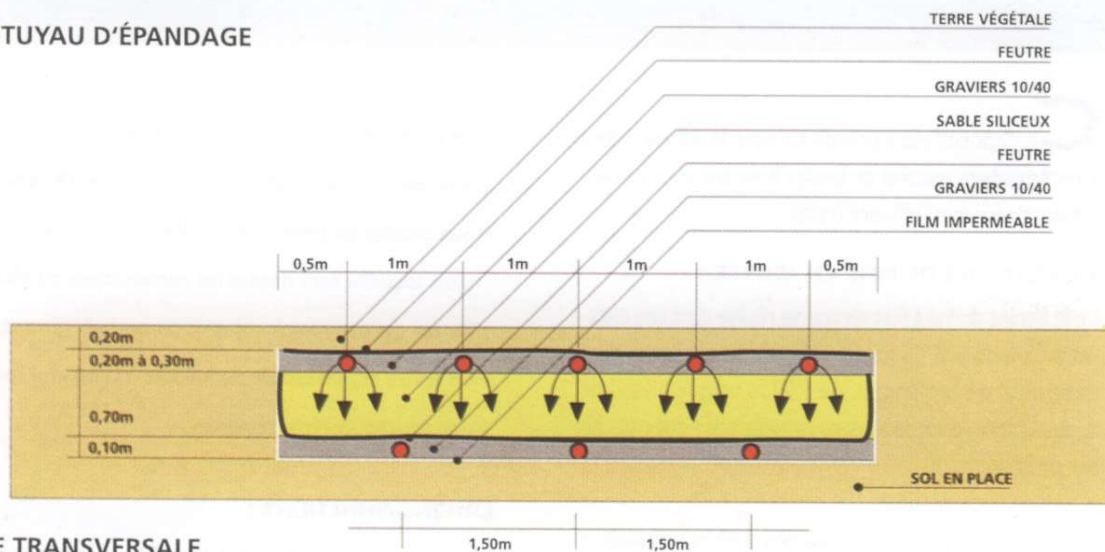 TUYAU D'ÉPANDAGE
TERRE VÉGÉTALE
FEUTRE
GRAVIERS 10/40
SABLE SILICEUX
FEUTRE
GRAVIERS 10/40
FILM IMPERMÉABLE
0,5m 1m 1m 1m 1m 0,5m
0,20m
0,20m à 0,30m
0,70m
0,10m
SOL EN PLACE
1,50m 1,50m
TRANSVERSALE